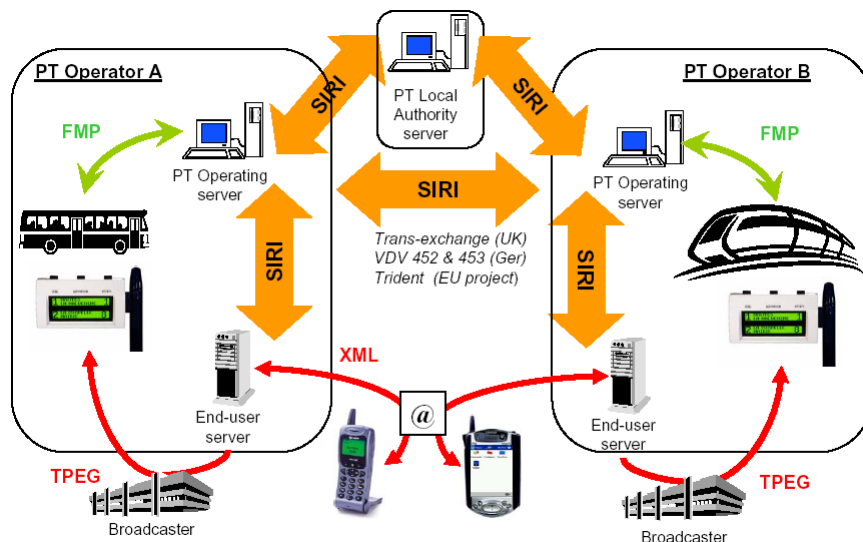 PT Operator A
PT Operator B
SIRI
SIRI
PT Local
Authority
server
FMP
FMP
PT Operating
server
PT Operating
server
SIRI
Trans-exchange (UK)
VDV 452 & 453 (Ger)
Trident (EU project)
SIRI
SIRI
XML
@
End-user
server
End-user
server
TPEG
TPEG
Broadcaster
Broadcaster